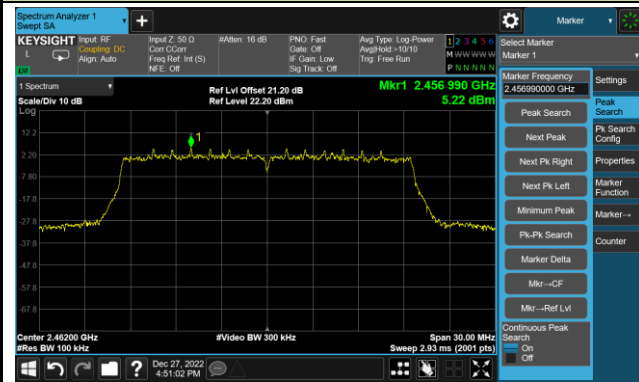 Spectrum Analyzer 1
Swept SA
Marker
KEYSIGHT
L
Input: RF
Coupling: DC
Align: Auto
Input Z: 50 Ω
Corr CCorr
Freq Ref: Int (S)
NFE: Off
#Atten: 16 dB
PNO: Fast
Gate: Off
IF Gain: Low
Sig Track: Off
Avg Type: Log-Power
Avg|Hold:>10/10
Trig: Free Run
1 2 3 4 5 6
M W W W W W
P N N N N N
Select Marker
Marker 1
1 Spectrum
Scale/Div 10 dB
Log
Ref Lvl Offset 21.20 dB
Ref Level 22.20 dBm
Mkr1 2.456 990 GHz
5.22 dBm
1
12.2
2.20
-7.80
-17.8
-27.8
-37.8
-47.8
-57.8
-67.8
Center 2.46200 GHz
#Res BW 100 kHz
#Video BW 300 kHz
Span 30.00 MHz
Sweep 2.93 ms (2001 pts)
Marker Frequency
2.456990000 GHz
Peak Search
Next Peak
Next Pk Right
Next Pk Left
Minimum Peak
Pk-Pk Search
Marker Delta
Mkr→CF
Mkr→Ref Lvl
Continuous Peak
Search
On
Off
Settings
Peak
Search
Pk Search
Config
Properties
Marker
Function
Marker→
Counter
Dec 27, 2022
4:51:02 PM